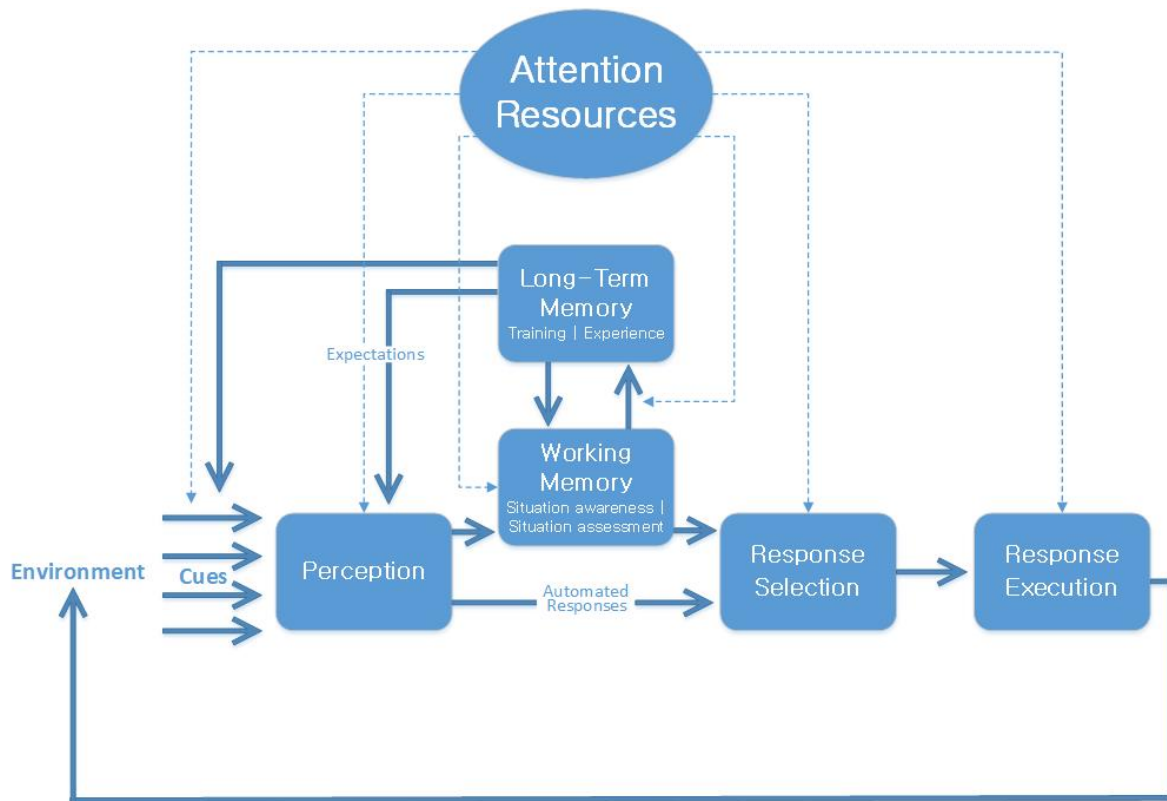 Attention
Resources
Long-Term
Memory
Training | Experience
Expectations
Working
Memory
Situation awareness |
Situation assessment
Environment
Cues
Perception
Automated
Responses
Response
Selection
Response
Execution